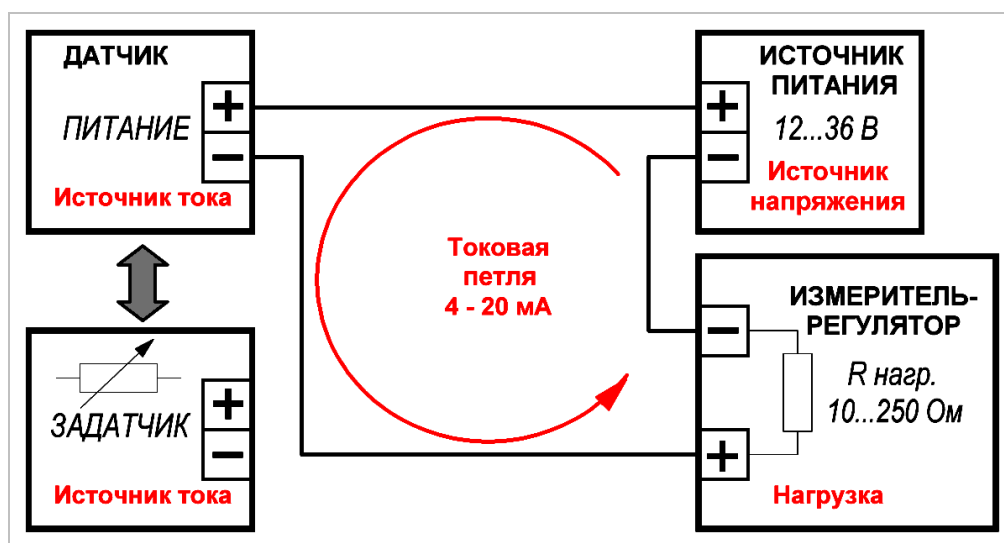 ДАТЧИК
+
ПИТАНИЕ
−
Источник тока
ИСТОЧНИК
ПИТАНИЯ
+
12...36 В
−
Источник
напряжения
Токовая
петля
4 - 20 мА
ЗАДАТЧИК
+
−
Источник тока
ИЗМЕРИТЕЛЬ-
РЕГУЛЯТОР
−
R нагр.
10...250 Ом
+
Нагрузка